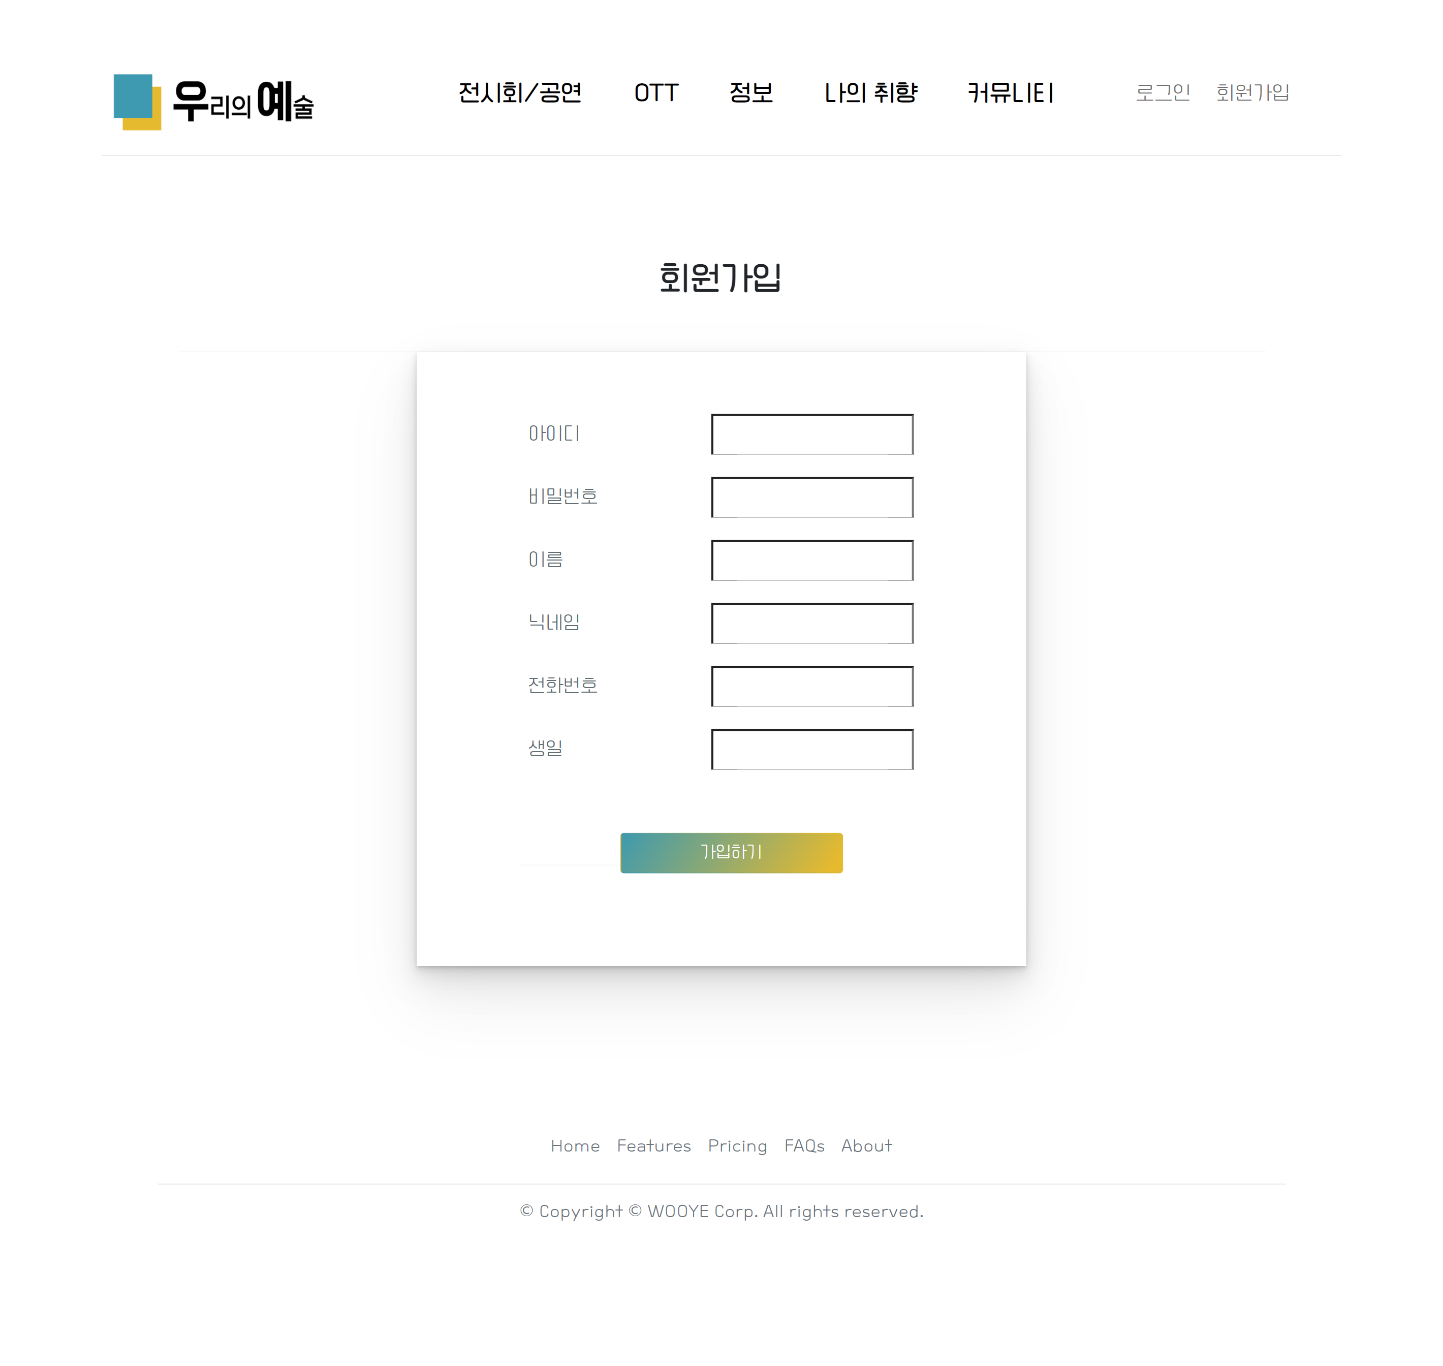 우리의 예술
전시회/공연 OTT 정보 나의 취향 커뮤니티 로그인 회원가입
회원가입
아이디
비밀번호
이름
닉네임
전화번호
생일
가입하기
Home Features Pricing FAQs About
© Copyright © WOOYE Corp. All rights reserved.